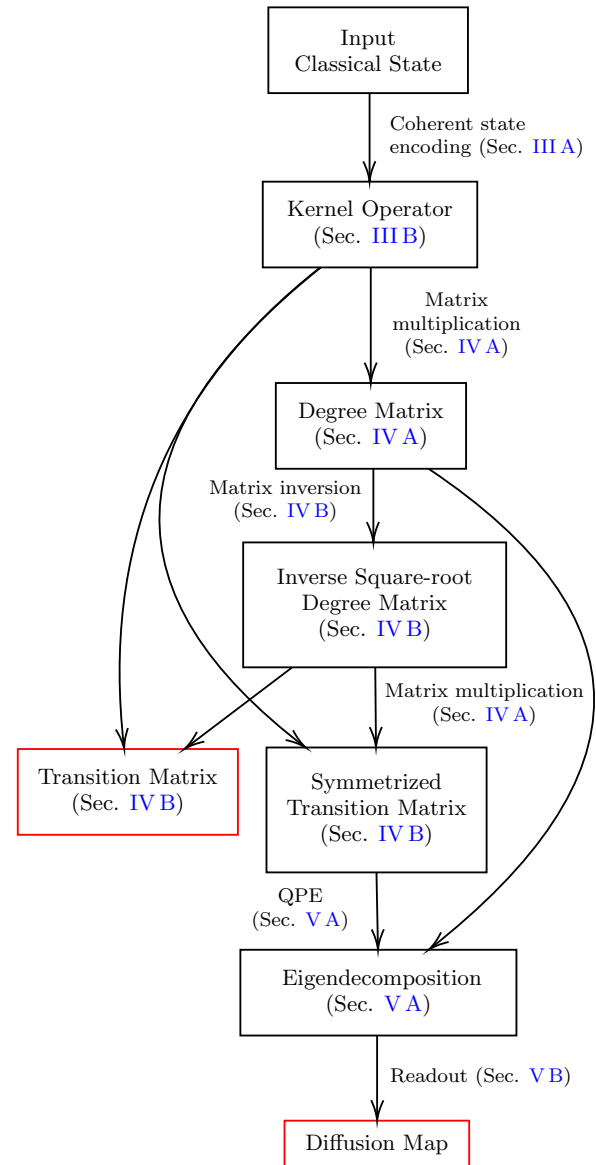 Input
Classical State
Coherent state
encoding (Sec. III A)
Kernel Operator
(Sec. III B)
Matrix
multiplication
(Sec. IV A)
Degree Matrix
(Sec. IV A)
Matrix inversion
(Sec. IV B)
Inverse Square-root
Degree Matrix
(Sec. IV B)
Matrix multiplication
(Sec. IV A)
Transition Matrix
(Sec. IV B)
Symmetrized
Transition Matrix
(Sec. IV B)
QPE
(Sec. V A)
Eigendecomposition
(Sec. V A)
Readout (Sec. V B)
Diffusion Map